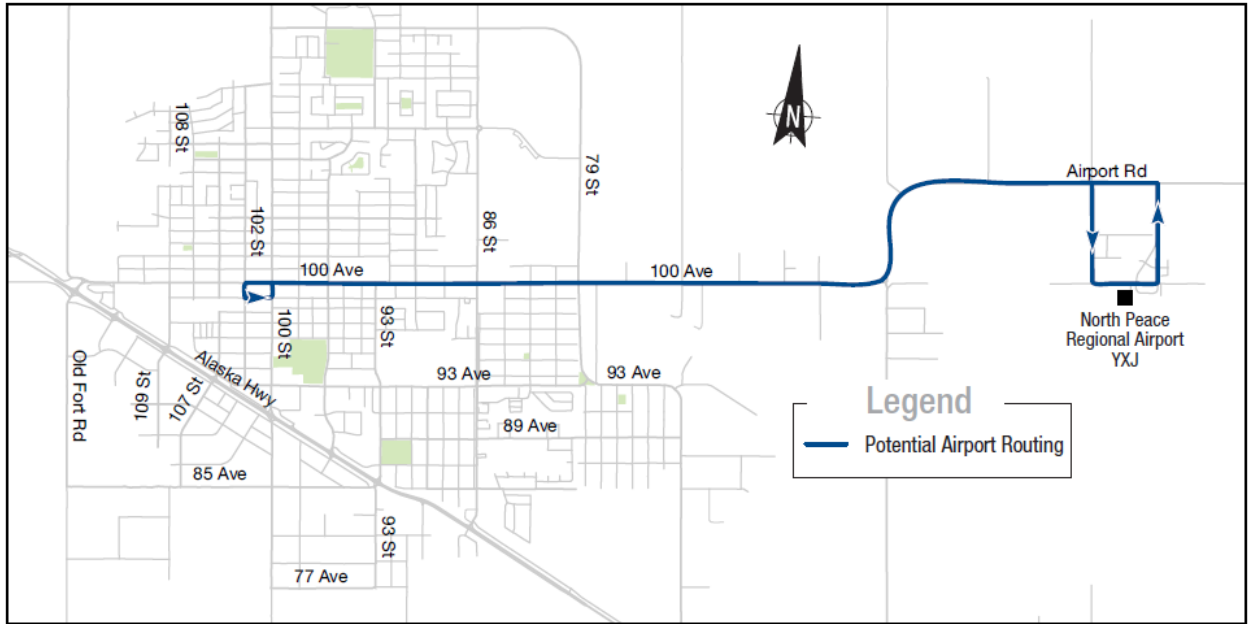 N
108 St
79 St
Airport Rd
102 St
86 St
100 Ave
100 Ave
100 St
93 St
North Peace
Regional Airport
YXJ
Old Fort Rd
109 St
107 St
Alaska Hwy
93 Ave
93 Ave
Legend
89 Ave
Potential Airport Routing
85 Ave
93 St
77 Ave